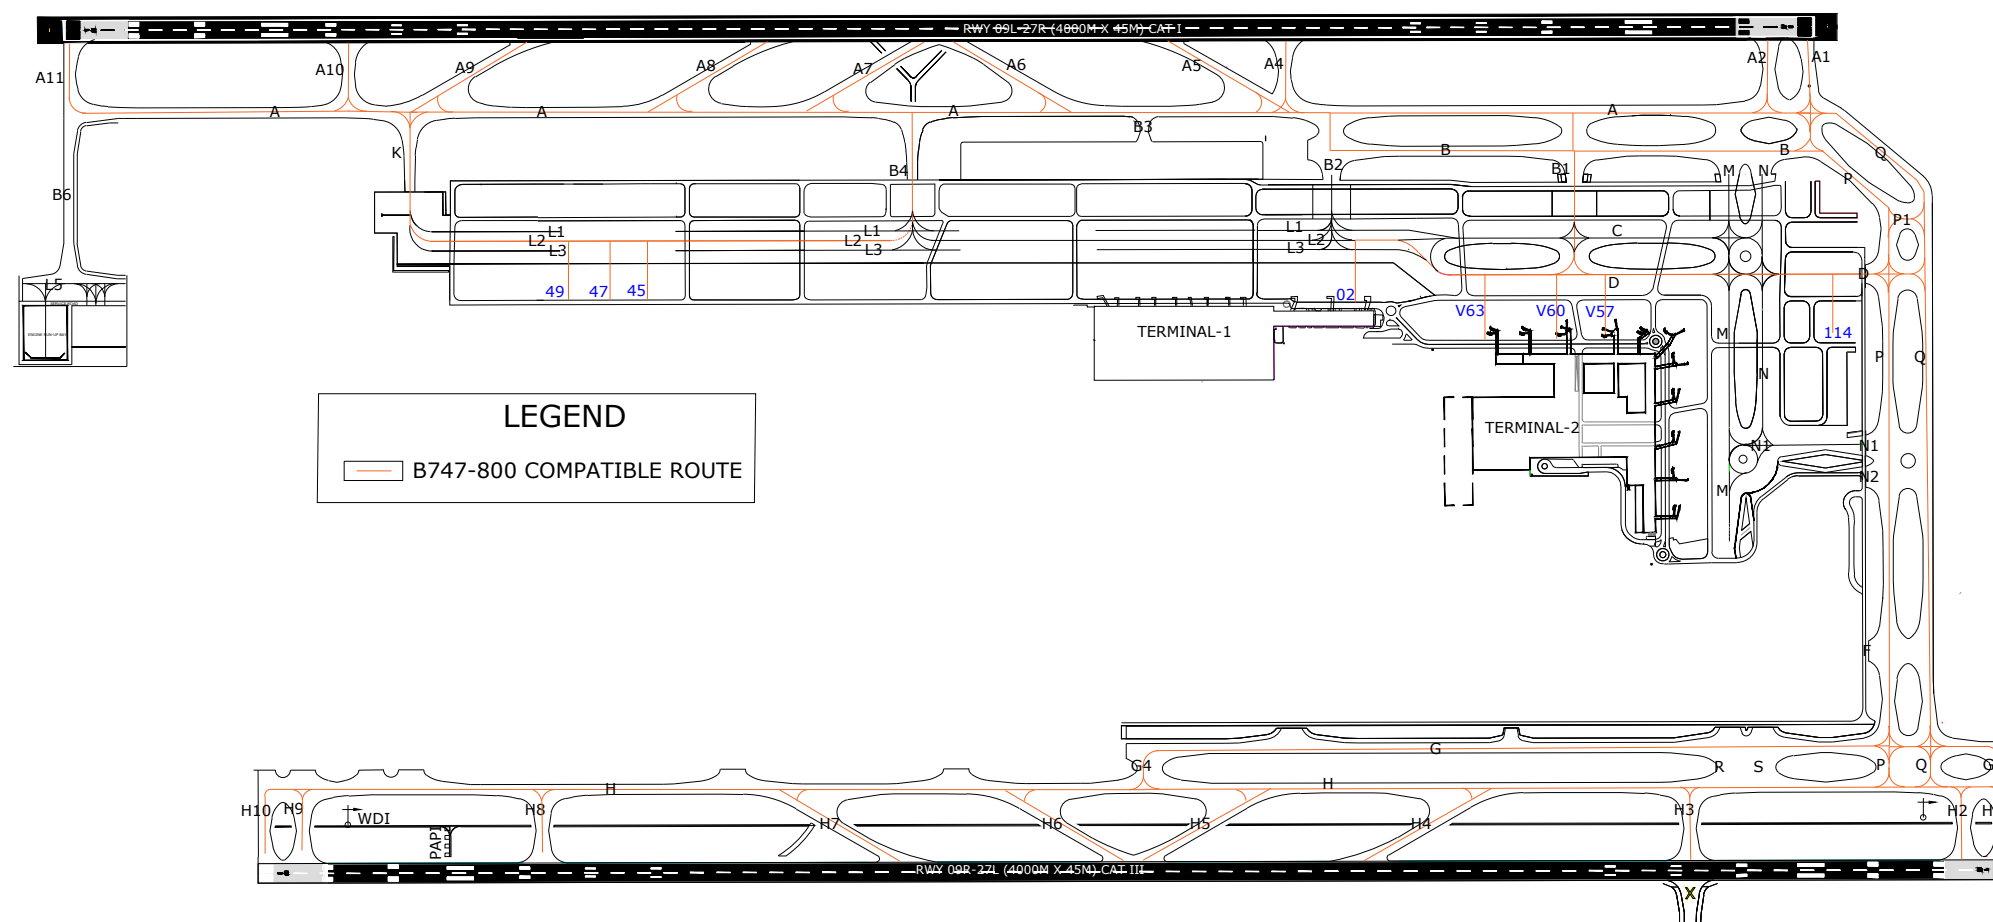 RWY 09L-27R (4000M X 45M) CAT I
A11
A10
A9
A8
A7
A6
A5
A4
A2
A1
A
A
A
A
B3
K
B4
B2
B
B1
B
M
N
Q
P
B6
P1
L1
L2
L3
L1
L2
L3
L1
L2
L3
C
D
D
L5
49
47
45
02
V63
V60
V57
114
TERMINAL-1
M
N
P
Q
LEGEND
B747-800 COMPATIBLE ROUTE
TERMINAL-2
N1
N1
N2
M
F
G
G4
R
S
P
Q
G
H
H
H10
H9
WDI
PAPI
H8
H7
H6
H5
H4
H3
H2
RWY 09R-27L (4000M X 45M) CAT III
X